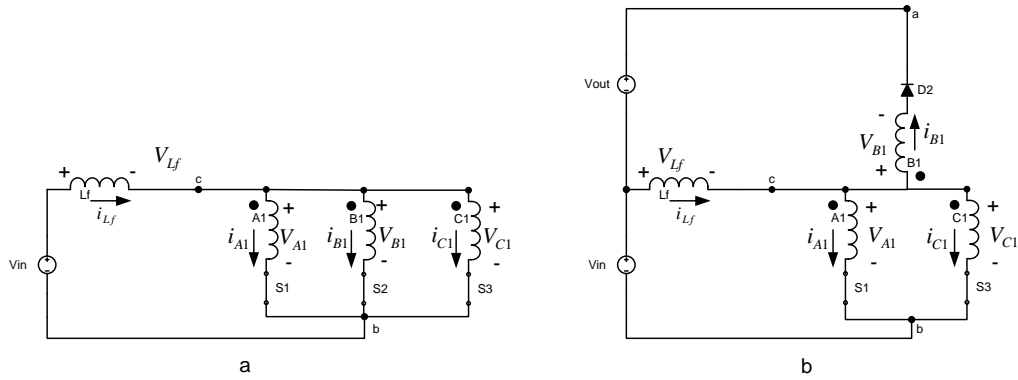 V_Lf
c
+
-
Lf
i_Lf
A1
+
i_A1
V_A1
-
S1
B1
+
i_B1
V_B1
-
S2
C1
+
i_C1
V_C1
-
S3
Vin
b
a
a
Vout
D2
-
V_B1
i_B1
B1
+
V_Lf
+
-
c
Lf
i_Lf
A1
+
i_A1
V_A1
-
S1
C1
+
i_C1
V_C1
-
S3
Vin
b
b